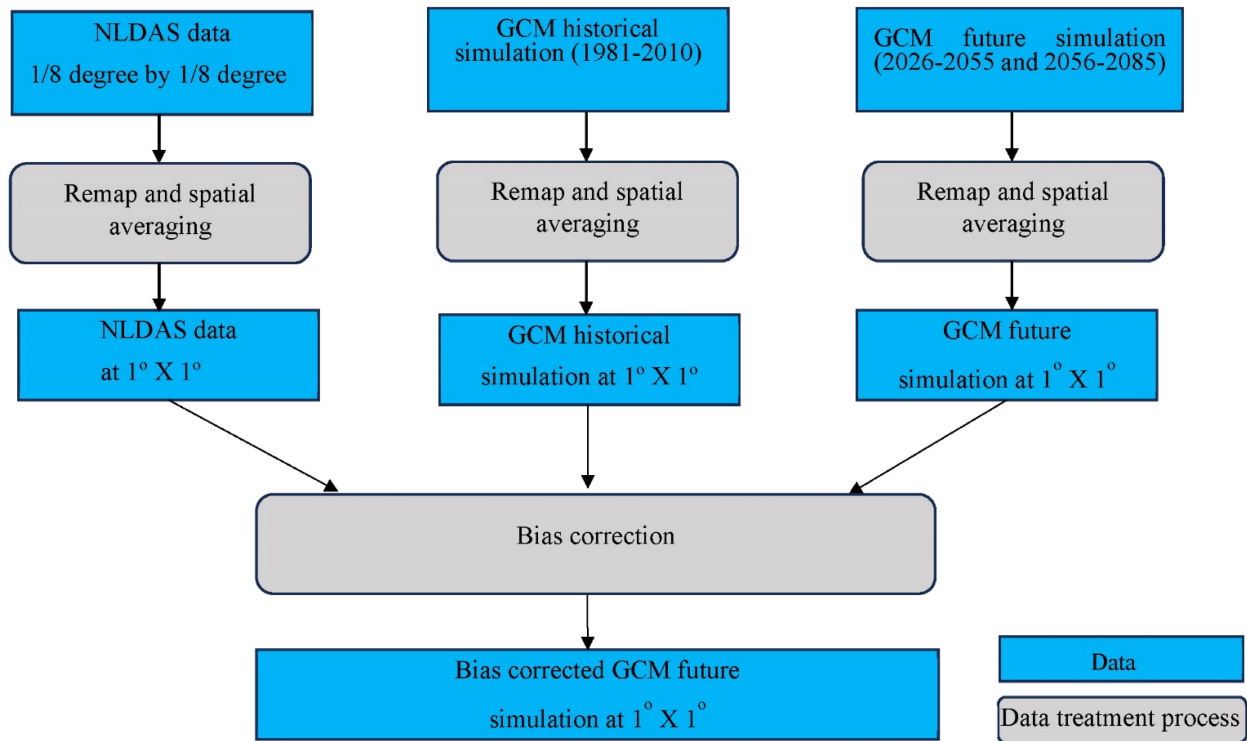 NLDAS data
1/8 degree by 1/8 degree
GCM historical
simulation (1981-2010)
GCM future simulation
(2026-2055 and 2056-2085)
Remap and spatial
averaging
Remap and spatial
averaging
Remap and spatial
averaging
NLDAS data
at 1° X 1°
GCM historical
simulation at 1° X 1°
GCM future
simulation at 1° X 1°
Bias correction
Bias corrected GCM future
simulation at 1° X 1°
Data
Data treatment process